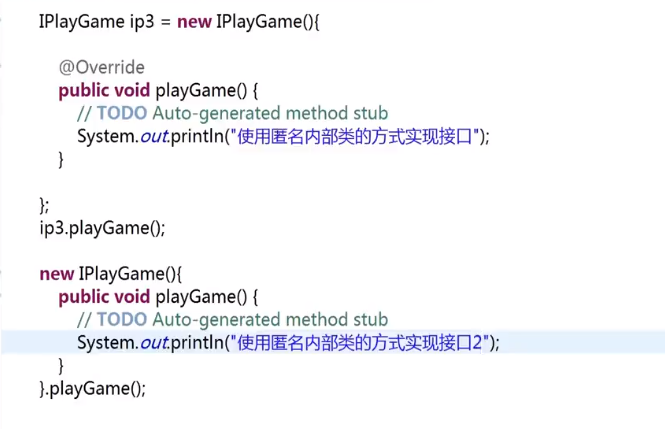 IPlayGame ip3 = new IPlayGame(){
@Override
public void playGame() {
// TODO Auto-generated method stub
System.out.println("使用匿名内部类的方式实现接口");
}
};
ip3.playGame();
new IPlayGame(){
public void playGame() {
// TODO Auto-generated method stub
System.out.println("使用匿名内部类的方式实现接口2");
}
}.playGame();